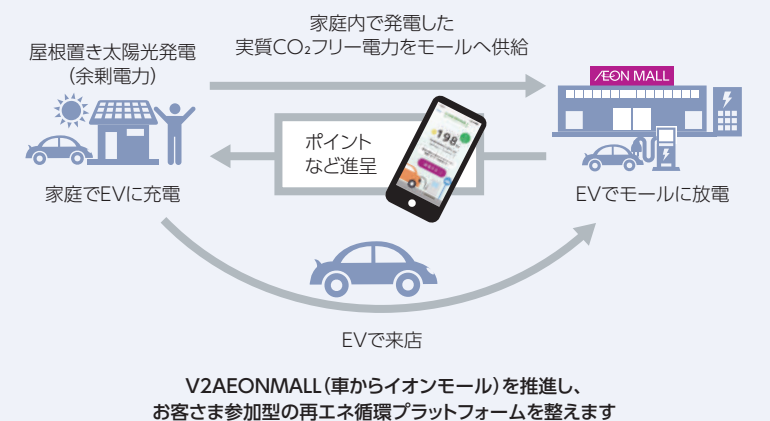 家庭内で発電した
実質CO₂フリー電力をモールへ供給
屋根置き太陽光発電
(余剰電力)
ÆON MALL
ポイント
など進呈
198
家庭でEVに充電
EVでモールに放電
EVで来店
V2AEONMALL(車からイオンモール)を推進し、
お客さま参加型の再エネ循環プラットフォームを整えます